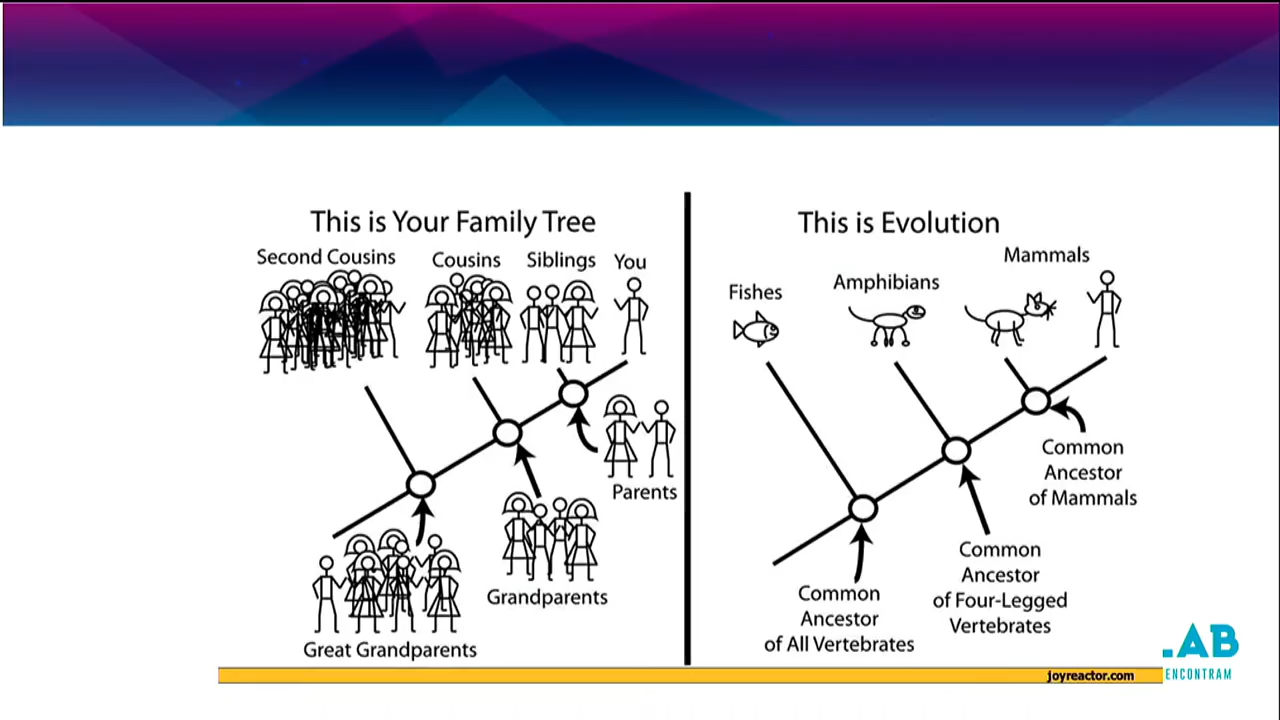 This is Your Family Tree
Second Cousins
Cousins
Siblings
You
Parents
Grandparents
Great Grandparents
This is Evolution
Fishes
Amphibians
Mammals
Common
Ancestor
of Mammals
Common
Ancestor
of Four-Legged
Vertebrates
Common
Ancestor
of All Vertebrates
joyreactor.com
.AB
ENCONTRAM